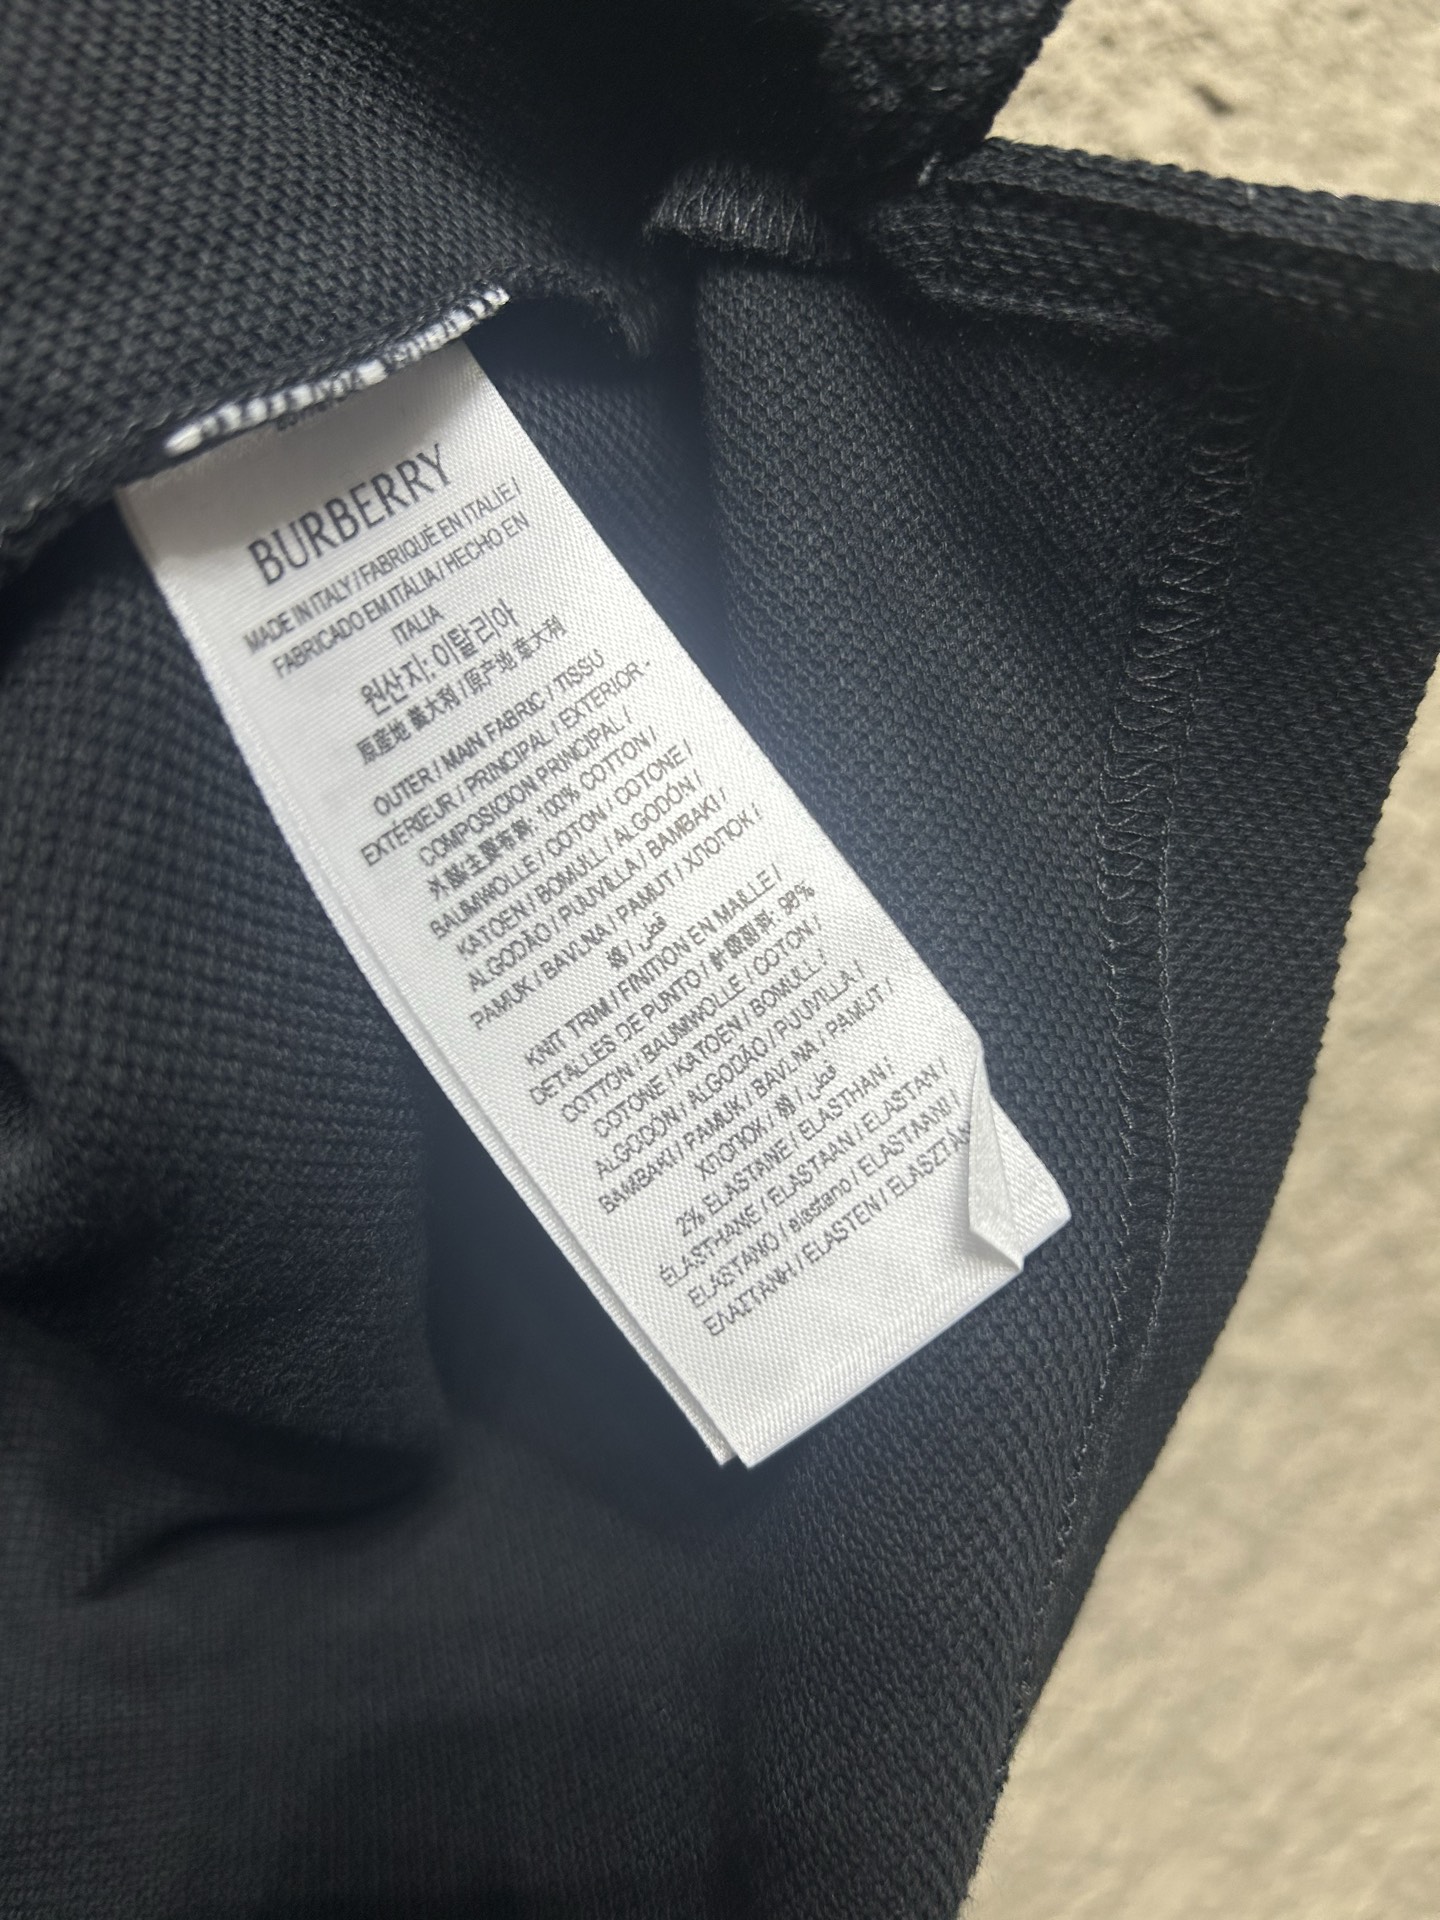 BURBERRY
MADE IN ITALY / FABRIQUÉ EN ITALIE /
FABRICADO EM ITÁLIA / HECHO EN
ITALIA
원산지: 이탈리아
原産地 義大利 / 原产地 意大利
OUTER / MAIN FABRIC / TISSU
EXTÉRIEUR / PRINCIPAL / EXTERIOR -
COMPOSICION PRINCIPAL /
外體/主要布料: 100% COTTON /
BAUMWOLLE / COTON / COTONE /
KATOEN / BOMULL / ALGODÓN /
ALGODÃO / PUUVILLA / BAMBAKI /
PAMUK / BAVLNA / PAMUT / ХЛОПОК /
棉 / قطن
KNIT TRIM / FINITION EN MAILLE /
DETALLES DE PUNTO / 針織配料: 98%
COTTON / BAUMWOLLE / COTON /
COTONE / KATOEN / BOMULL /
ALGODÓN / ALGODÃO / PUUVILLA /
BAMBAKI / PAMUK / BAVLNA / PAMUT /
ХЛОПОК / 棉 / قطن
2% ELASTANE / ELASTHAN /
ÉLASTHANE / ELASTAAN / ELASTAN /
ELASTANO / elastano / ELASTAANI /
ΕΛΑΣΤΑΝΗ / ELASTEN / ELASZTÁN